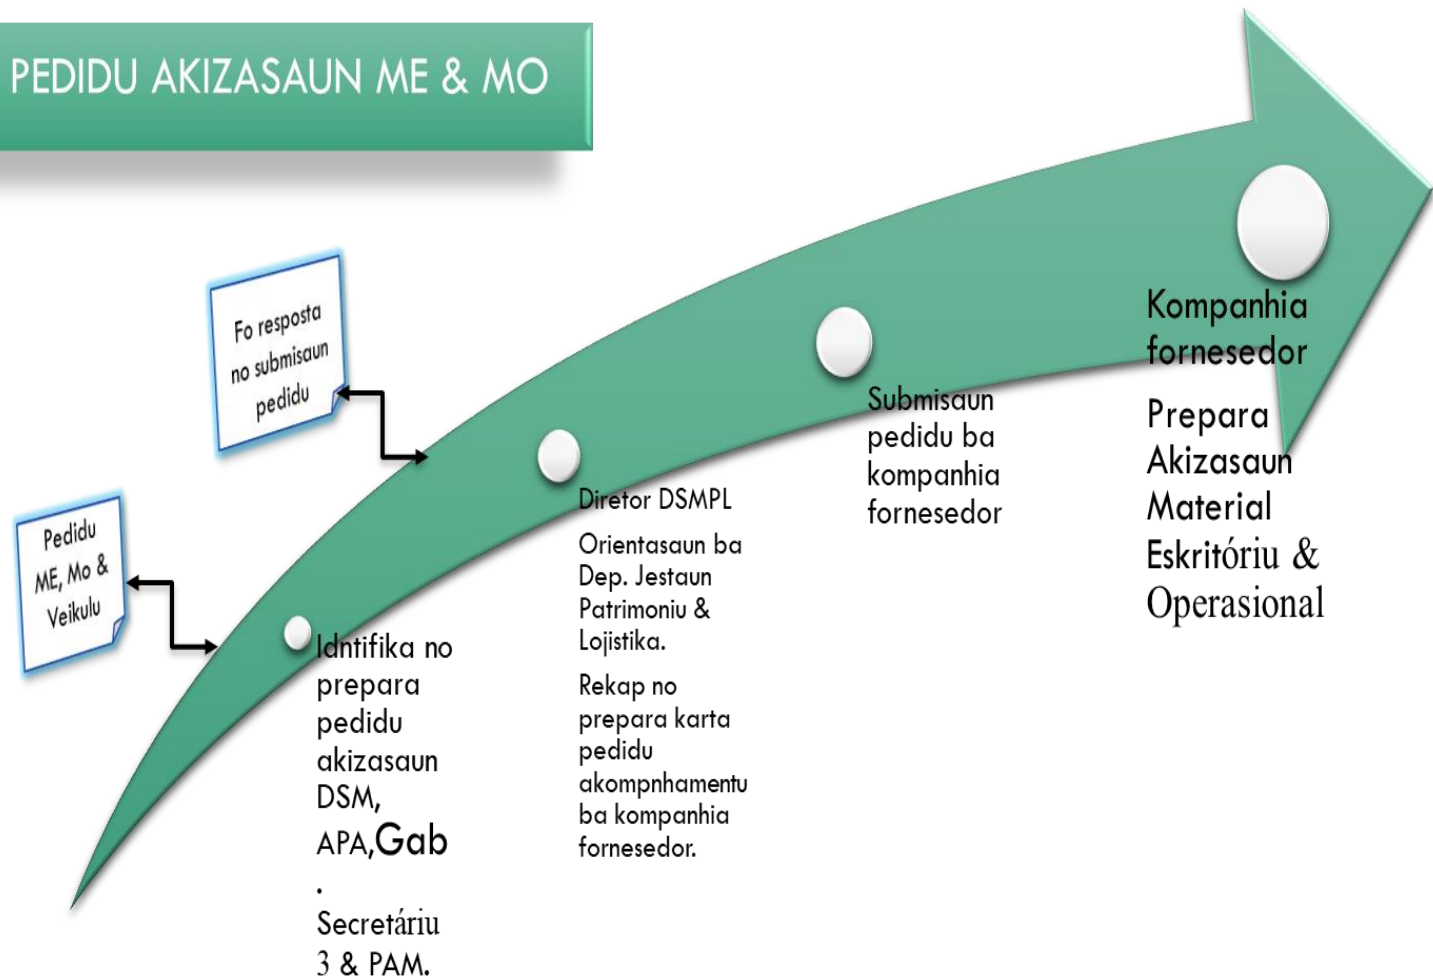 PEDIDU AKIZASAUN ME & MO
Fo resposta
no submisaun
pedidu
Pedidu
ME, Mo &
Veikulu
Idntifika no
prepara
pedidu
akizasaun
DSM,
APA,Gab
.
Secretáriu
3 & PAM.
Diretor DSMPL
Orientasaun ba
Dep. Jestaun
Patrimoniu &
Lojistika.
Rekap no
prepara karta
pedidu
akompnhamentu
ba kompanhia
fornesedor.
Submisaun
pedidu ba
kompanhia
fornesedor
Kompanhia
fornesedor
Prepara
Akizasaun
Material
Eskritóriu &
Operasional